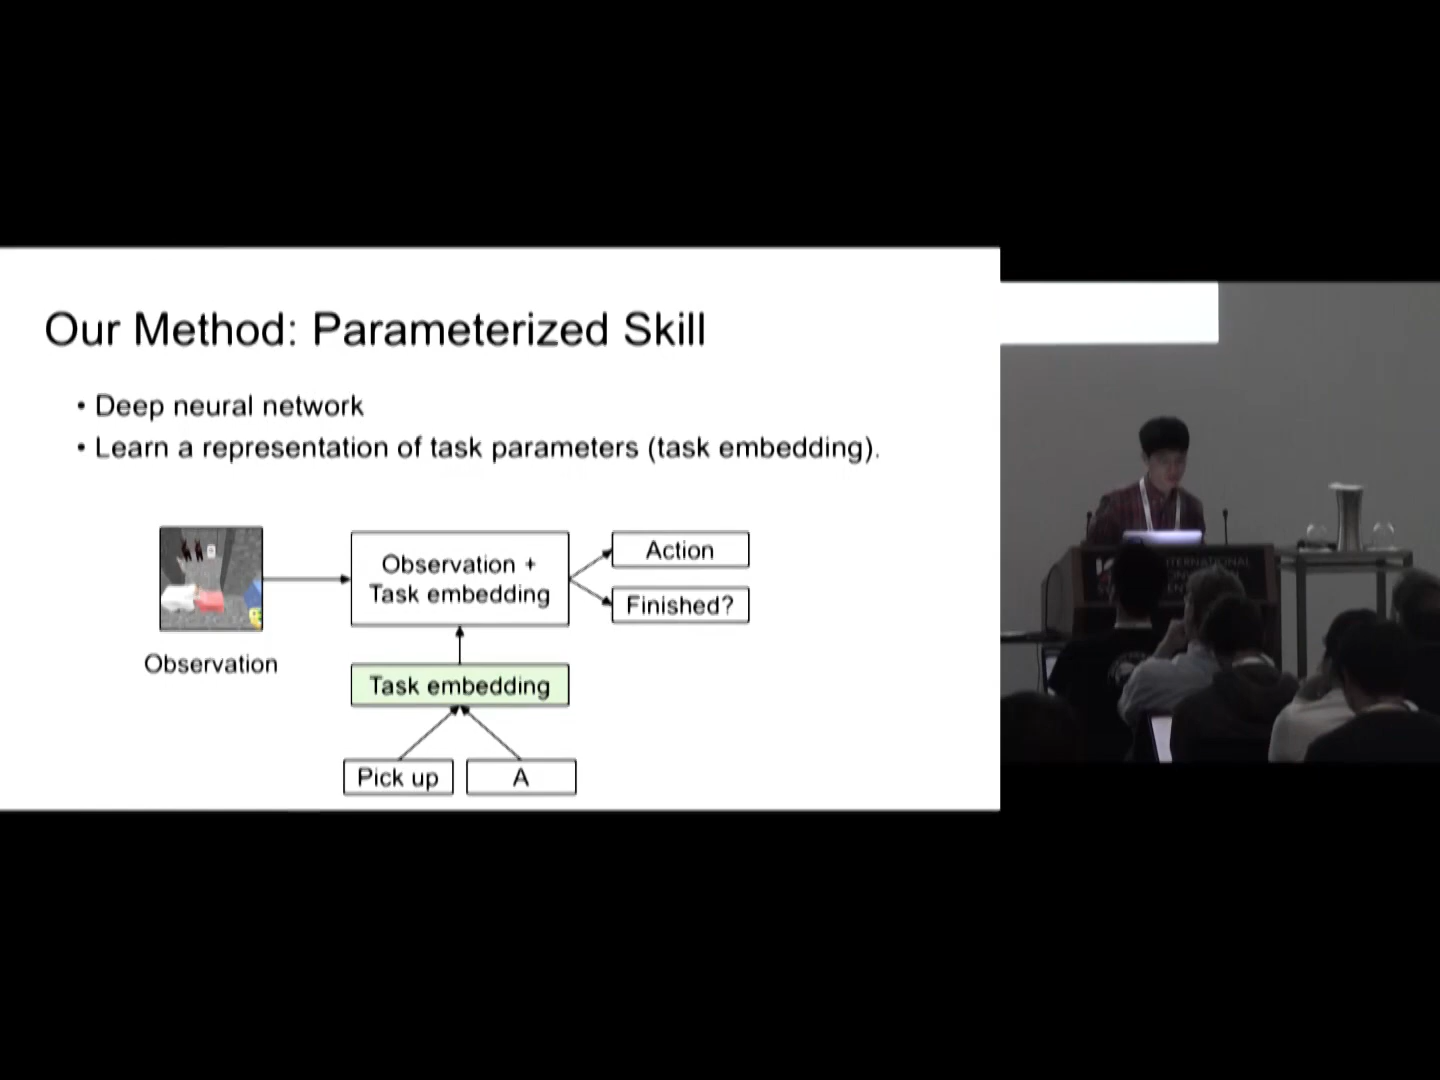 Our Method: Parameterized Skill
• Deep neural network
• Learn a representation of task parameters (task embedding).
Observation
Observation +
Task embedding
Action
Finished?
Task embedding
Pick up
A